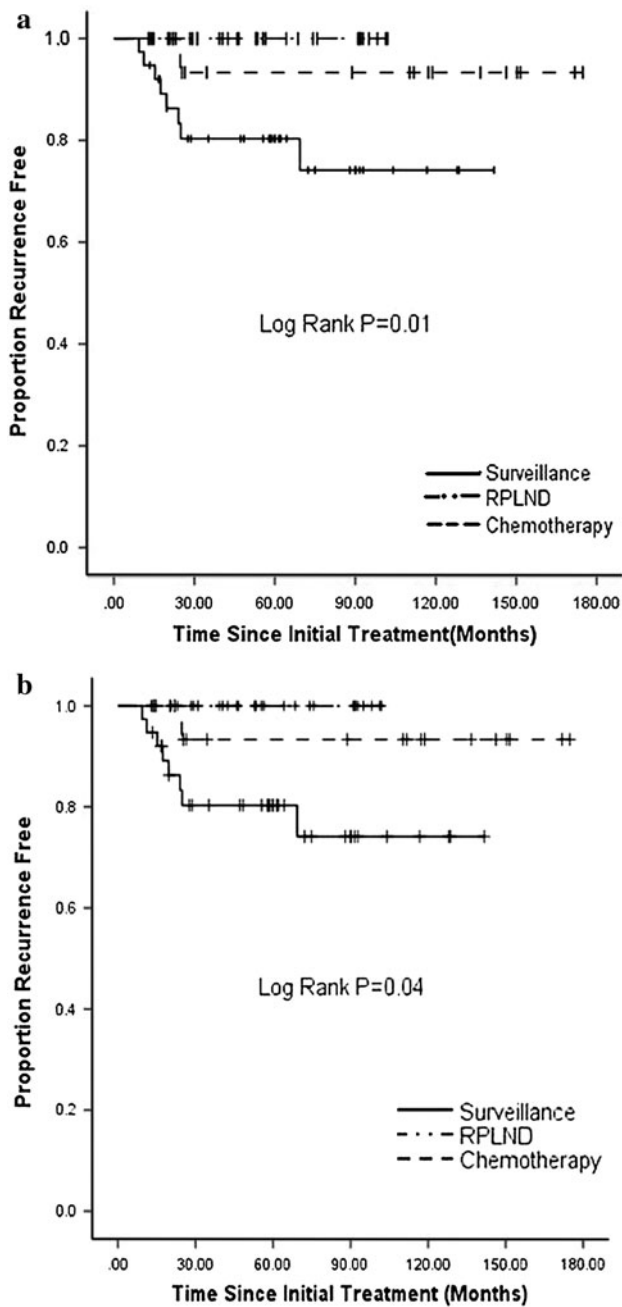 a
Proportion Recurrence Free
1.0
0.8
0.6
0.4
0.2
0.0
Log Rank P=0.01
Surveillance
RPLND
Chemotherapy
.00 30.00 60.00 90.00 120.00 150.00 180.00
Time Since Initial Treatment(Months)
b
Proportion Recurrence Free
1.0
0.8
0.6
0.4
0.2
0.0
Log Rank P=0.04
Surveillance
RPLND
Chemotherapy
.00 30.00 60.00 90.00 120.00 150.00 180.00
Time Since Initial Treatment (Months)